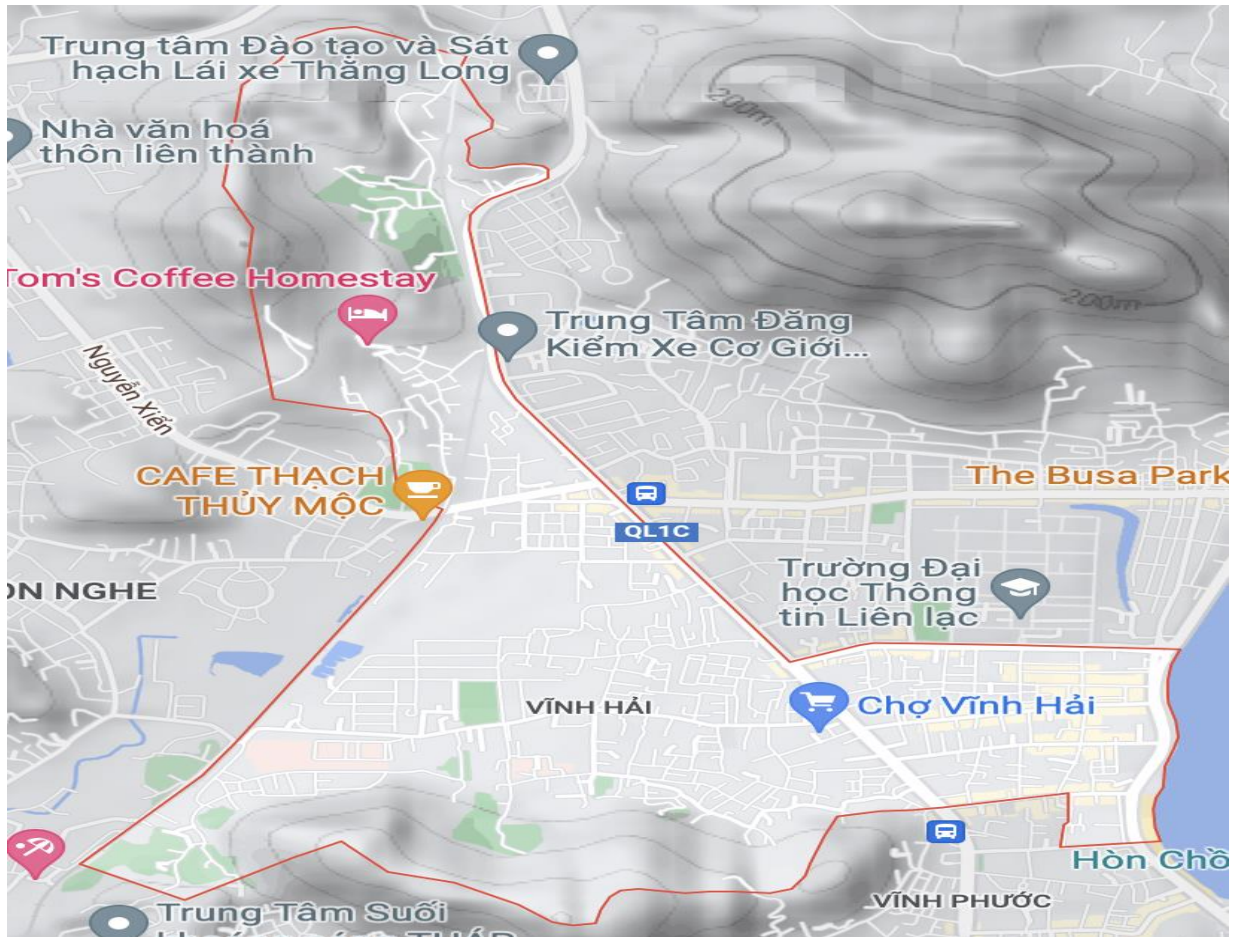 Trung tâm Đào tạo và Sát
hạch Lái xe Thăng Long
200m
Nhà văn hoá
thôn liên thành
Tom's Coffee Homestay
200m
Trung Tâm Đăng
Kiểm Xe Cơ Giới...
Nguyễn Xiển
CAFE THẠCH
THỦY MỘC
The Busa Park
QL1C
Trường Đại
học Thông
tin Liên lạc
ON NGHE
VĨNH HẢI
Chợ Vĩnh Hải
Hòn Chồ
VĨNH PHƯỚC
Trung Tâm Suối